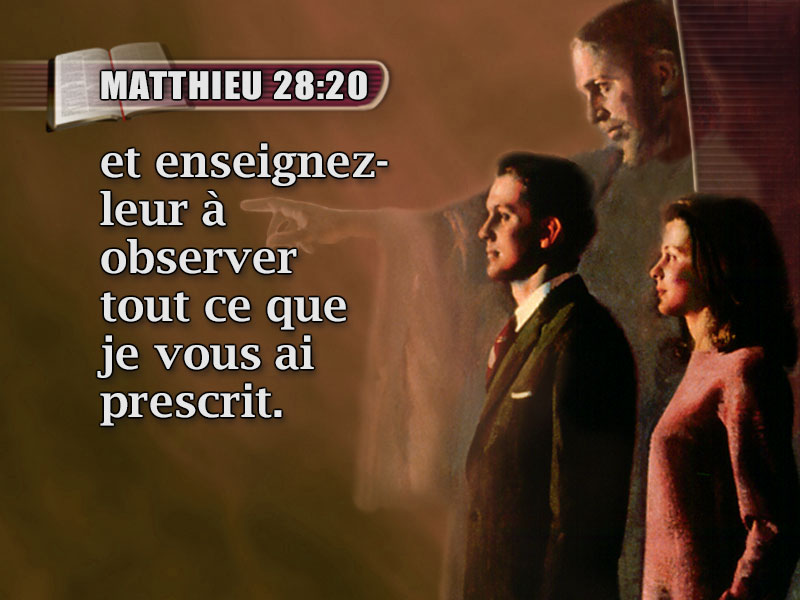 MATTHIEU 28:20
et enseignez-
leur à
observer
tout ce que
je vous ai
prescrit.